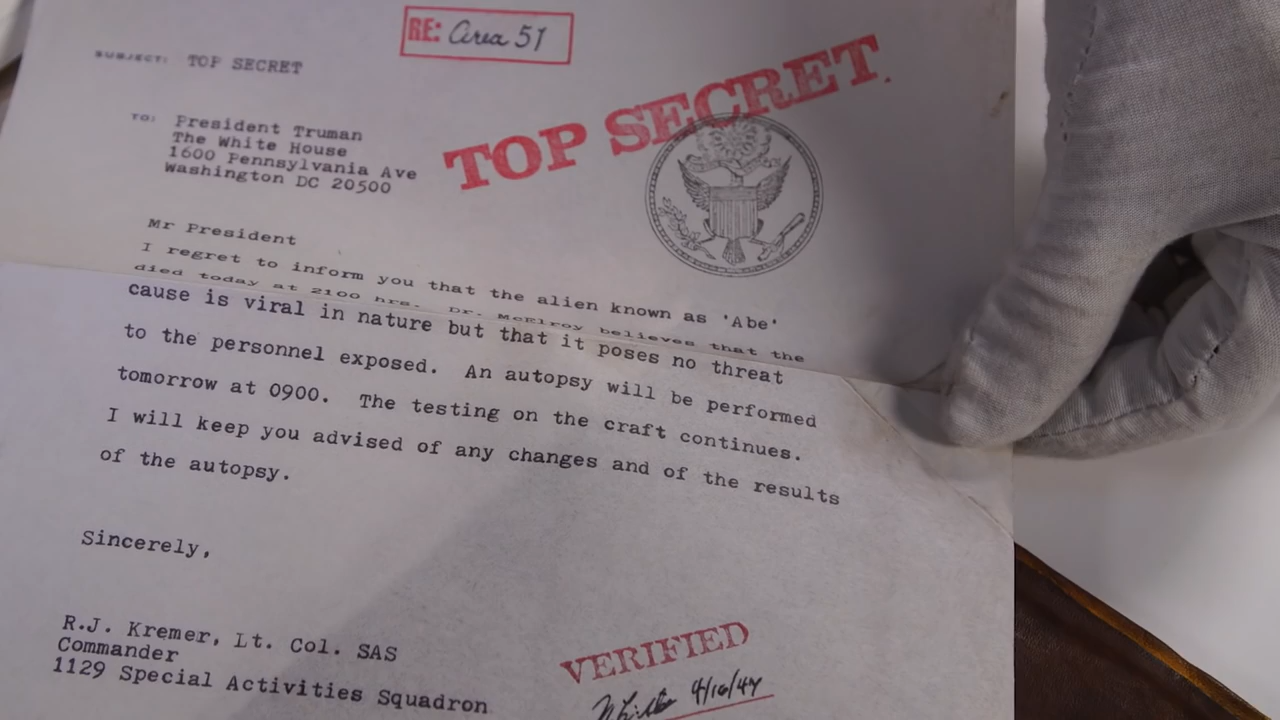 RE: Area 51
SUBJECT: TOP SECRET
TOP SECRET
TO: President Truman
The White House
1600 Pennsylvania Ave
Washington DC 20500
Mr President
I regret to inform you that the alien known as 'Abe'
died today at 2100 hrs. Dr. McElroy believes that the
cause is viral in nature but that it poses no threat
to the personnel exposed. An autopsy will be performed
tomorrow at 0900. The testing on the craft continues.
I will keep you advised of any changes and of the results
of the autopsy.
Sincerely,
R.J. Kremer, Lt. Col. SAS
Commander
1129 Special Activities Squadron
VERIFIED
9/16/47